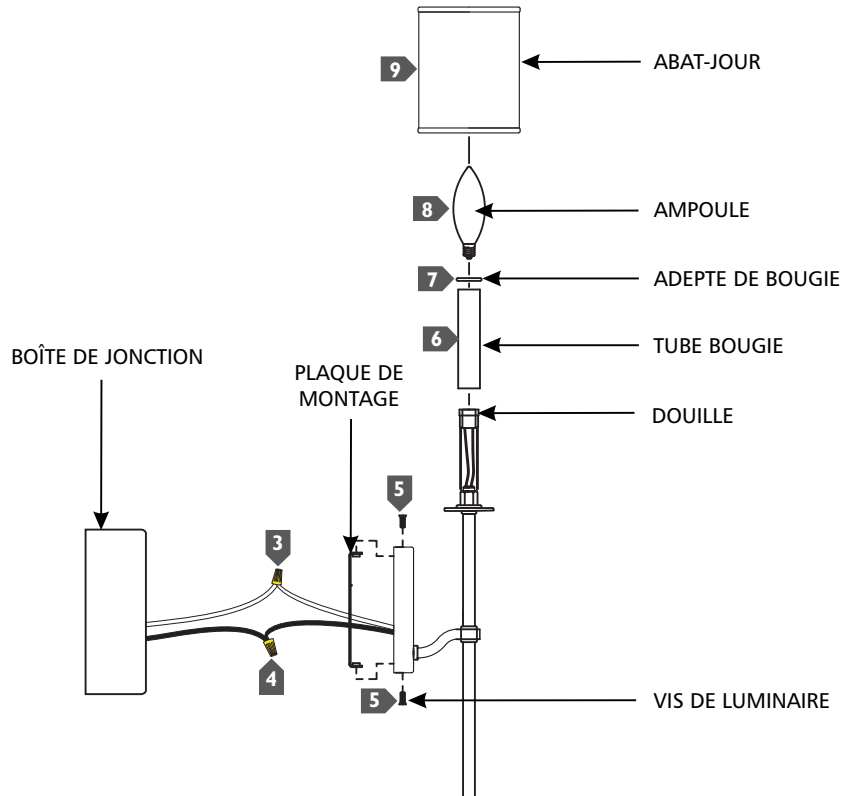 9
ABAT-JOUR
8
AMPOULE
7
ADEPTE DE BOUGIE
6
TUBE BOUGIE
BOÎTE DE JONCTION
PLAQUE DE
MONTAGE
DOUILLE
5
3
4
5
VIS DE LUMINAIRE